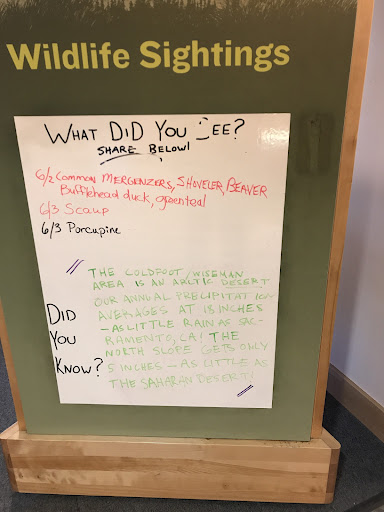 Wildlife Sightings
WHAT DID YOU SEE?
SHARE BELOW!
6/2 Common MERGENZERS, SHOVELER, BEAVER
Bufflehead duck, greenteal
6/3 Scaup
6/3 Porcupine
THE COLDFOOT/WISEMAN
AREA IS AN ARCTIC DESERT
OUR ANNUAL PRECIPITATION
AVERAGES AT 18 INCHES
—AS LITTLE RAIN AS SAC-
RAMENTO, CA! THE
NORTH SLOPE GETS ONLY
5 INCHES — AS LITTLE AS
THE SAHARAN DESERT!
DID
YOU
KNOW?